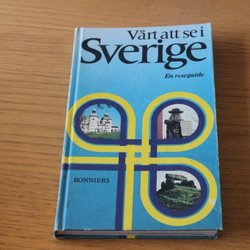 Värt att se i
Sverige
En reseguide
BONNIERS